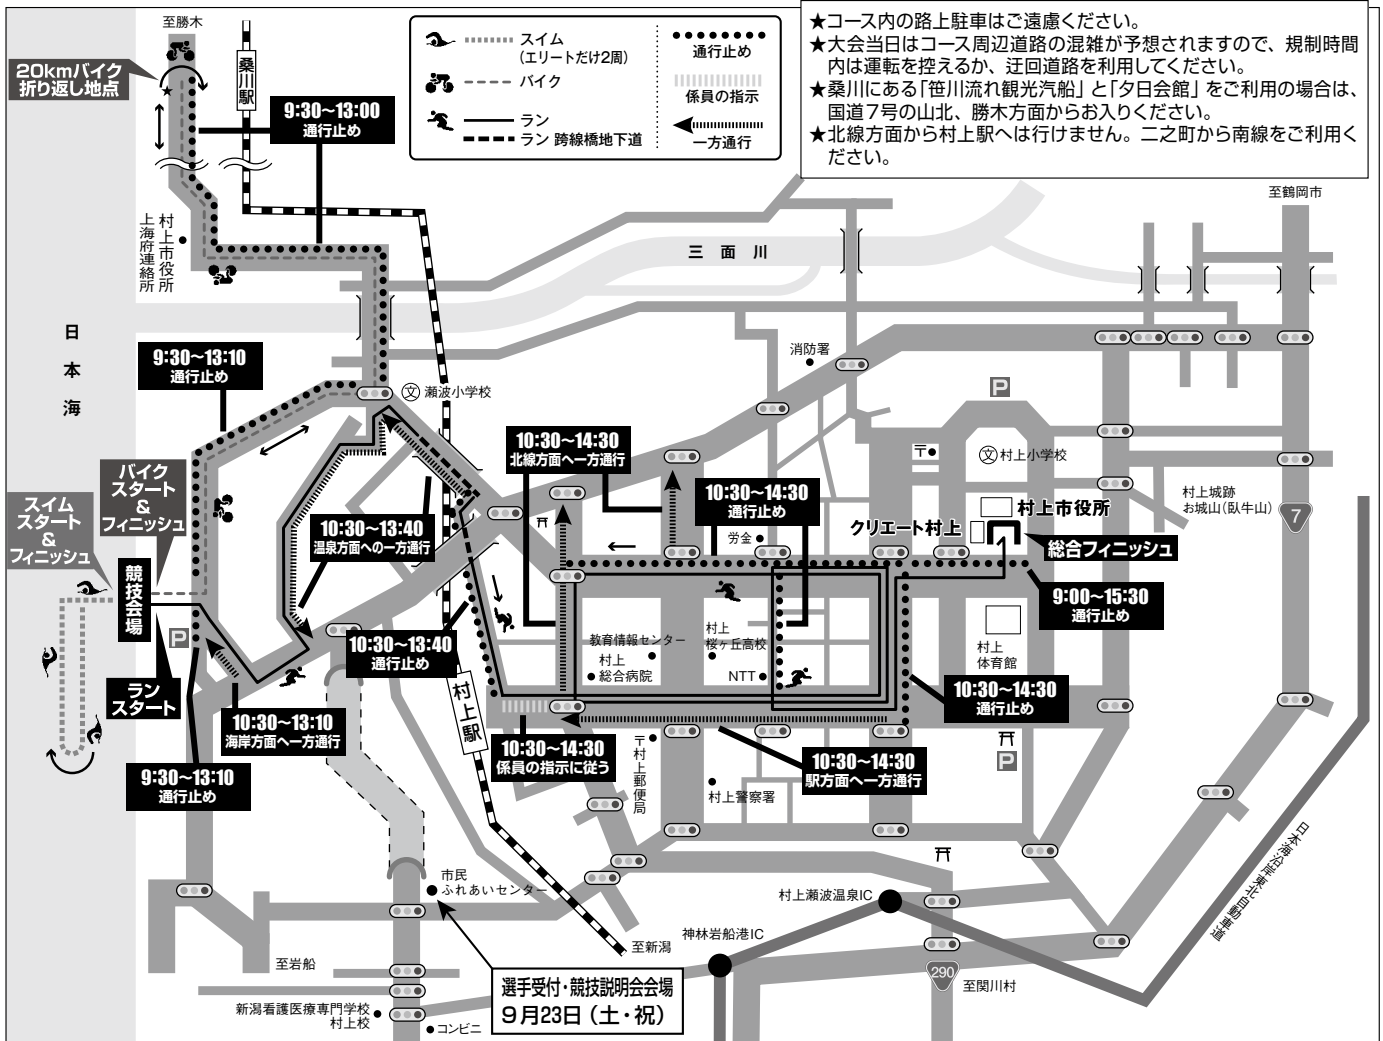 ★コース内の路上駐車はご遠慮ください。
★大会当日はコース周辺道路の混雑が予想されますので、規制時間
内は運転を控えるか、迂回道路を利用してください。
★桑川にある「笹川流れ観光汽船」と「夕日会館」をご利用の場合は、
国道7号の山北、勝木方面からお入りください。
★北線方面から村上駅へは行けません。二之町から南線をご利用く
ださい。
スイム
(エリートだけ2周)
バイク
ラン
ラン 跨線橋地下道
通行止め
係員の指示
一方通行
至勝木
桑川駅
20kmバイク
折り返し地点
★
9:30〜13:00
通行止め
村上市役所
上海府連絡所
三面川
至鶴岡市
日本海
9:30〜13:10
通行止め
文 瀬波小学校
消防署
P
10:30〜14:30
北線方面へ一方通行
〒
文 村上小学校
10:30〜14:30
通行止め
村上市役所
クリエート村上
総合フィニッシュ
労金
村上城跡
お城山(臥牛山)
7
バイク
スタート
&
フィニッシュ
スイム
スタート
&
フィニッシュ
競技会場
10:30〜13:40
温泉方面への一方通行
9:00〜15:30
通行止め
P
10:30〜13:40
通行止め
教育情報センター
村上
総合病院
村上
桜ヶ丘高校
NTT
村上
体育館
ラン
スタート
10:30〜13:10
海岸方面へ一方通行
村上駅
10:30〜14:30
通行止め
10:30〜14:30
係員の指示に従う
〒村上郵便局
10:30〜14:30
駅方面へ一方通行
P
9:30〜13:10
通行止め
村上警察署
日本海沿岸東北自動車道
市民
ふれあいセンター
村上瀬波温泉IC
神林岩船港IC
至新潟
至岩船
290
至関川村
選手受付・競技説明会会場
9月23日(土・祝)
新潟看護医療専門学校
村上校
コンビニ